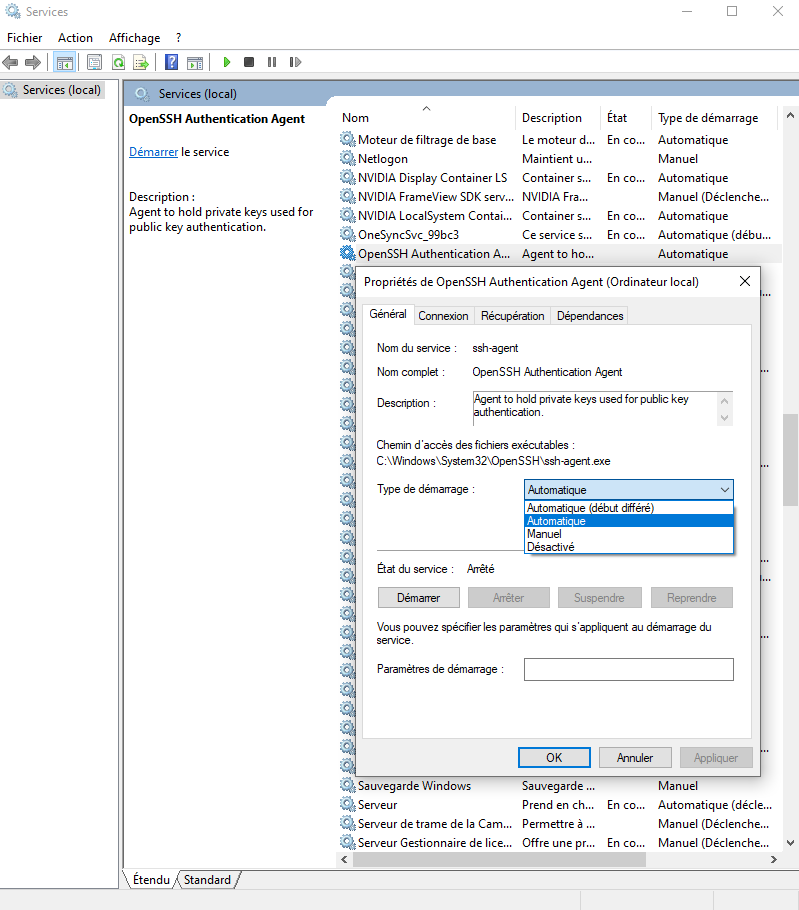 Services
Fichier Action Affichage ?
Services (local)
Services (local)
OpenSSH Authentication Agent
Démarrer le service
Description :
Agent to hold private keys used for
public key authentication.
Nom Description État Type de démarrage
Moteur de filtrage de base Le moteur d... En co... Automatique
Netlogon Maintient u... Manuel
NVIDIA Display Container LS Container s... En co... Automatique
NVIDIA FrameView SDK serv... NVIDIA Fra... Manuel (Déclenche...
NVIDIA LocalSystem Contai... Container s... En co... Automatique
OneSyncSvc_99bc3 Ce service s... En co... Automatique (débu...
OpenSSH Authentication A... Agent to ho... Automatique
Propriétés de OpenSSH Authentication Agent (Ordinateur local)
Général Connexion Récupération Dépendances
Nom du service : ssh-agent
Nom complet : OpenSSH Authentication Agent
Description : Agent to hold private keys used for public key
authentication.
Chemin d'accès des fichiers exécutables :
C:\Windows\System32\OpenSSH\ssh-agent.exe
Type de démarrage : Automatique
Automatique (début différé)
Automatique
Manuel
Désactivé
État du service : Arrêté
Démarrer Arrêter Suspendre Reprendre
Vous pouvez spécifier les paramètres qui s'appliquent au démarrage du
service.
Paramètres de démarrage :
OK Annuler Appliquer
Sauvegarde Windows Sauvegarde ... Manuel
Serveur Prend en ch... En co... Automatique (décle...
Serveur de trame de la Cam... Permettre à ... Manuel (Déclenche...
Serveur Gestionnaire de lice... Offre une pr... En co... Manuel (Déclenche...
Étendu Standard